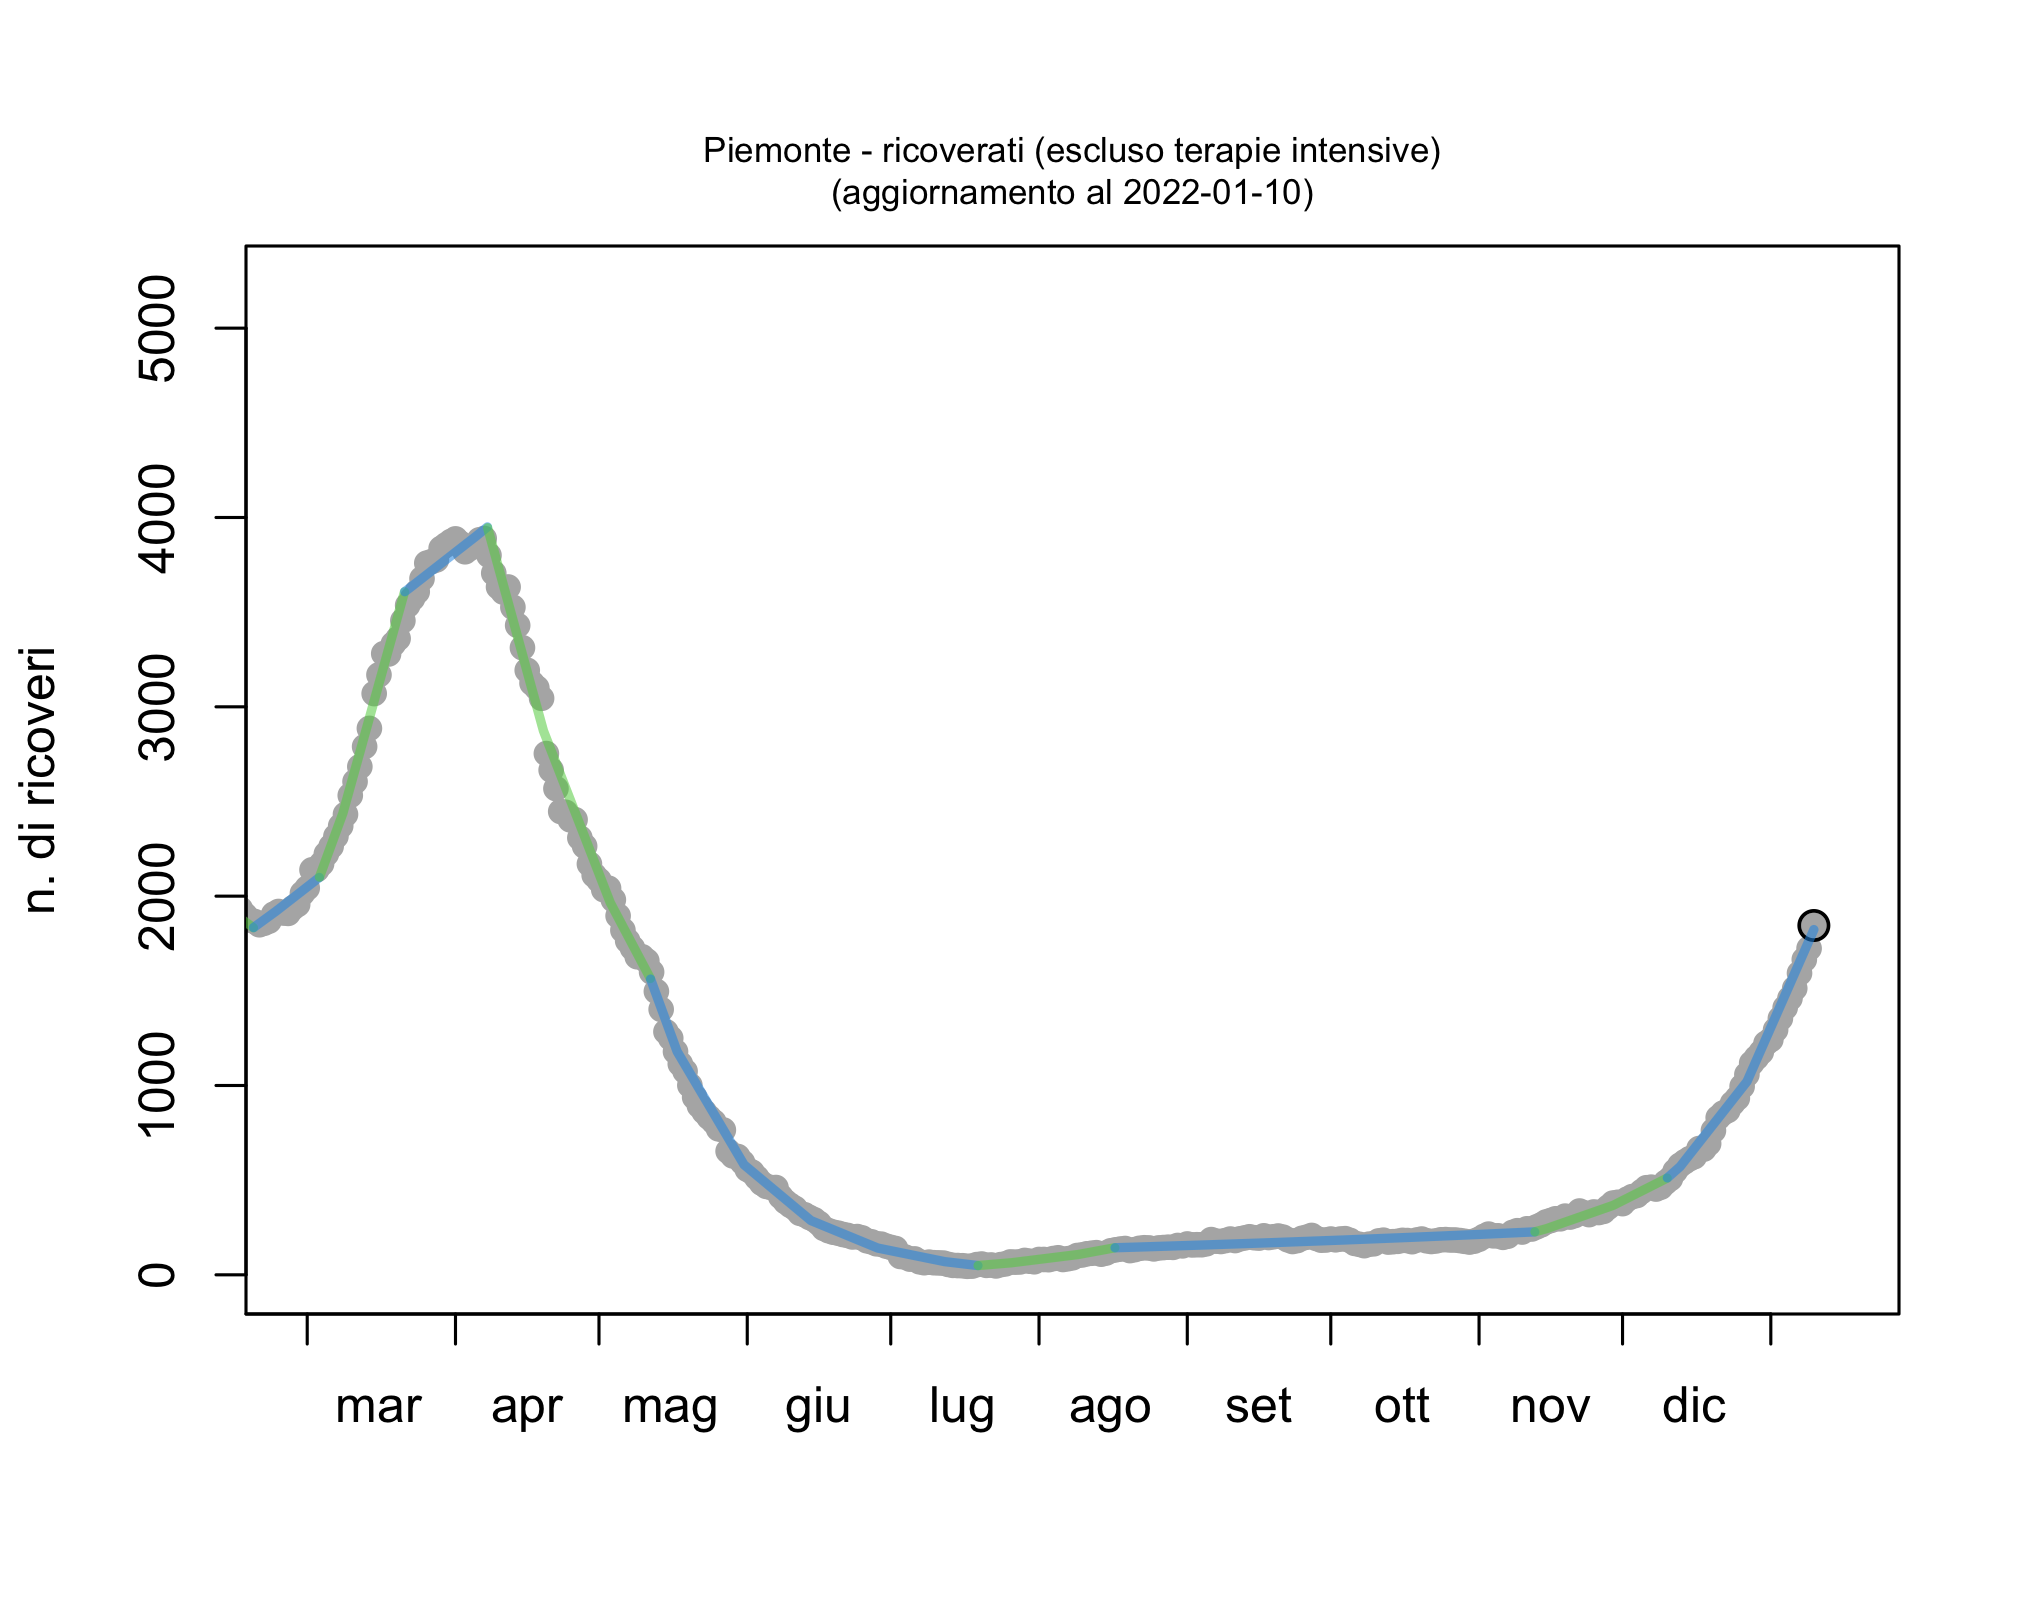 Piemonte - ricoverati (escluso terapie intensive)
(aggiornamento al 2022-01-10)
n. di ricoveri
5000
4000
3000
2000
1000
0
mar apr mag giu lug ago set ott nov dic